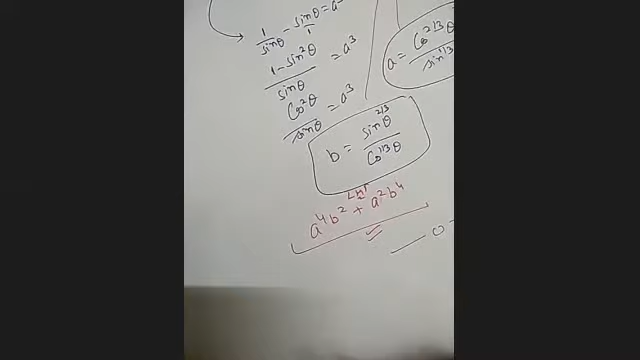 1/sinθ - sinθ/1 = a³
(1 - sin²θ)/sinθ = a³
Cos²θ/sinθ = a³
a = Cos^2/3 θ / sin^1/3
b = sin^2/3 θ / Cos^1/3 θ
LHS
a⁴b² + a²b⁴